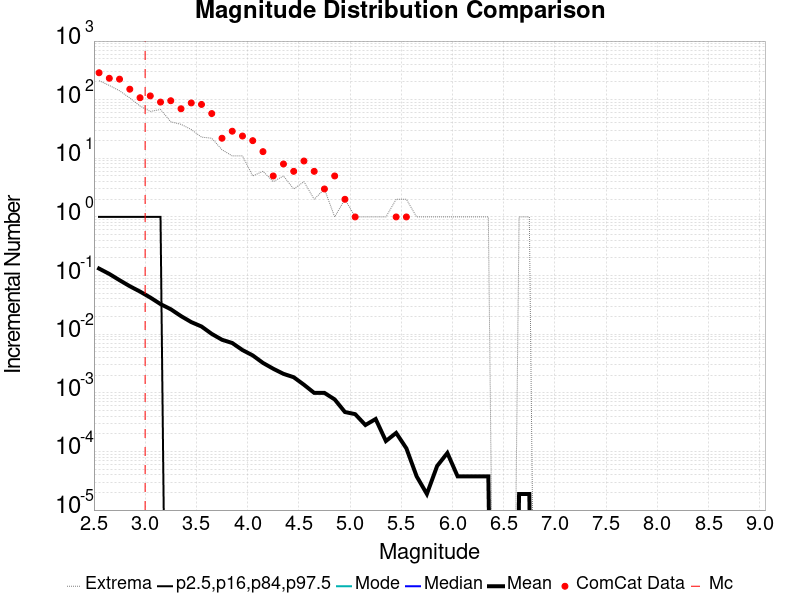 Magnitude Distribution Comparison
10^3
10^2
10^1
10^0
10^-1
10^-2
10^-3
10^-4
10^-5
Incremental Number
2.5 3.0 3.5 4.0 4.5 5.0 5.5 6.0 6.5 7.0 7.5 8.0 8.5 9.0
Magnitude
Extrema p2.5,p16,p84,p97.5 Mode Median Mean ComCat Data Mc